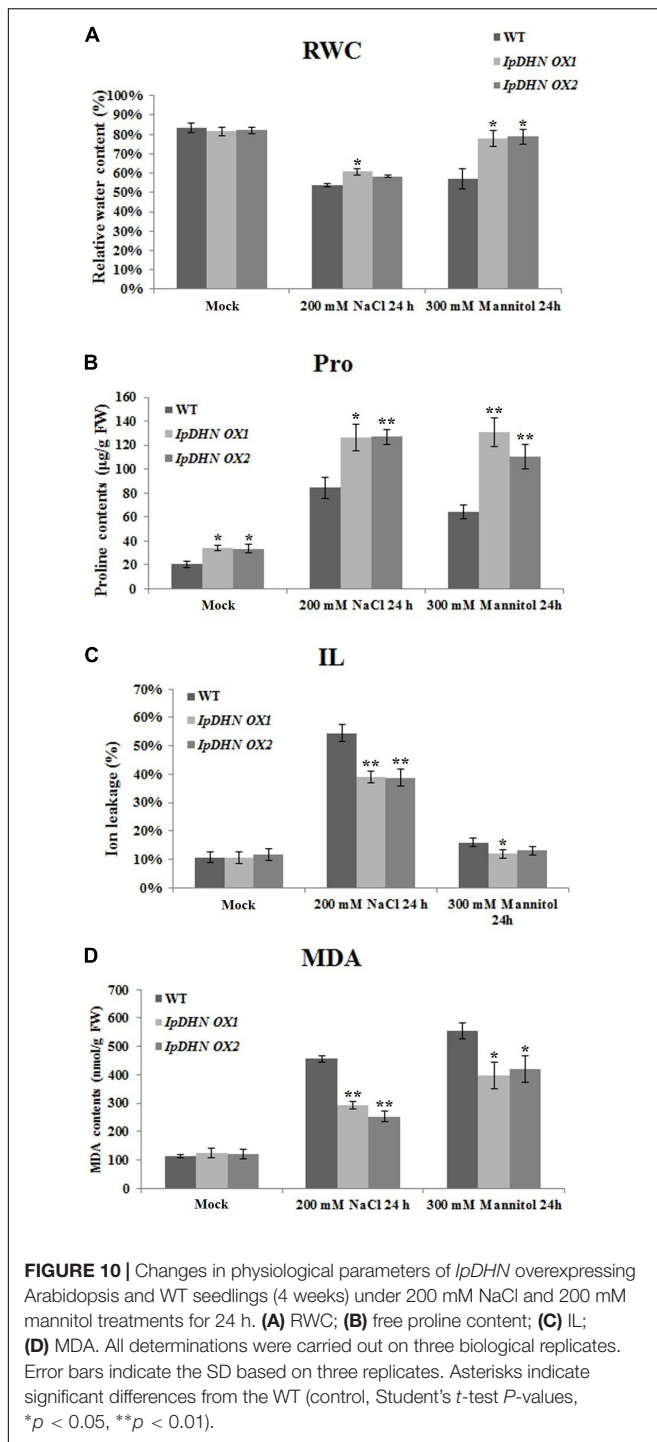 A
RWC
WT
IpDHN OX1
IpDHN OX2
Relative water content (%)
100%
90%
80%
70%
60%
50%
40%
30%
20%
10%
0%
*
*
*
Mock
200 mM NaCl 24 h
300 mM Mannitol 24h
B
Pro
WT
IpDHN OX1
IpDHN OX2
Proline contents (µg/g FW)
160
140
120
100
80
60
40
20
0
*
*
*
**
**
**
Mock
200 mM NaCl 24 h
300 mM Mannitol 24h
C
IL
WT
IpDHN OX1
IpDHN OX2
Ion leakage (%)
70%
60%
50%
40%
30%
20%
10%
0%
**
**
*
Mock
200 mM NaCl 24 h
300 mM Mannitol
24h
D
MDA
WT
IpDHN OX1
IpDHN OX2
MDA contents (nmol/g FW)
700
600
500
400
300
200
100
0
**
**
*
*
Mock
200 mM NaCl 24 h
300 mM Mannitol 24h
FIGURE 10 | Changes in physiological parameters of IpDHN overexpressing
Arabidopsis and WT seedlings (4 weeks) under 200 mM NaCl and 200 mM
mannitol treatments for 24 h. (A) RWC; (B) free proline content; (C) IL;
(D) MDA. All determinations were carried out on three biological replicates.
Error bars indicate the SD based on three replicates. Asterisks indicate
significant differences from the WT (control, Student's t-test P-values,
*p < 0.05, **p < 0.01).